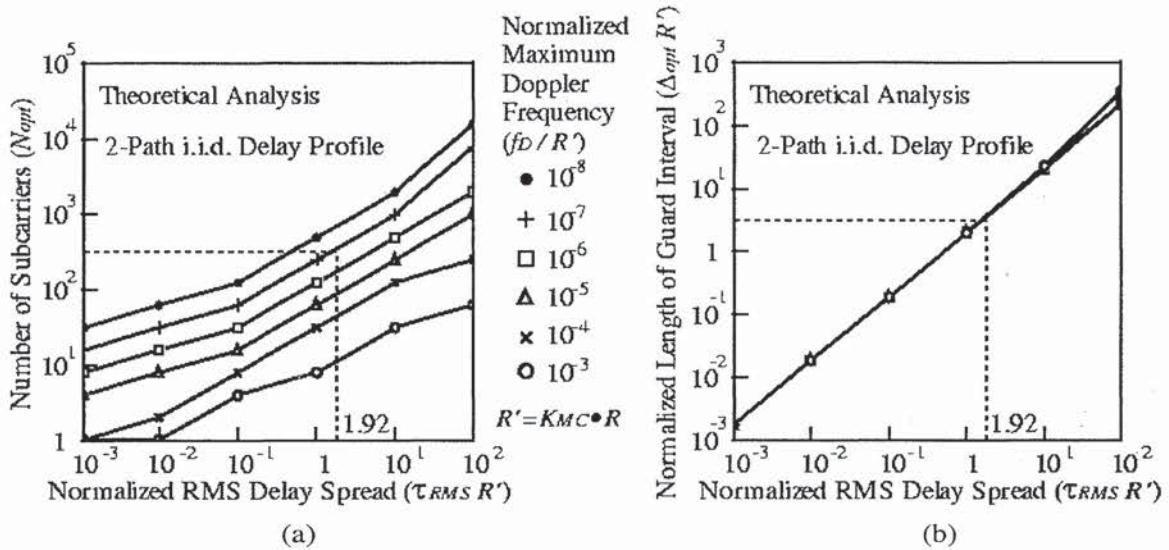 Number of Subcarriers (Nopt)
10^5
10^4
10^3
10^2
10^1
1
Theoretical Analysis
2-Path i.i.d. Delay Profile
1.92
10^-3
10^-2
10^-1
1
10^1
10^2
Normalized RMS Delay Spread (τRMS R')
(a)
Normalized
Maximum
Doppler
Frequency
(fD / R')
10^-8
10^-7
10^-6
10^-5
10^-4
10^-3
R'=KMC•R
Normalized Length of Guard Interval (Δopt R')
10^3
10^2
10^1
1
10^-1
10^-2
10^-3
Theoretical Analysis
2-Path i.i.d. Delay Profile
1.92
10^-3
10^-2
10^-1
1
10^1
10^2
Normalized RMS Delay Spread (τRMS R')
(b)